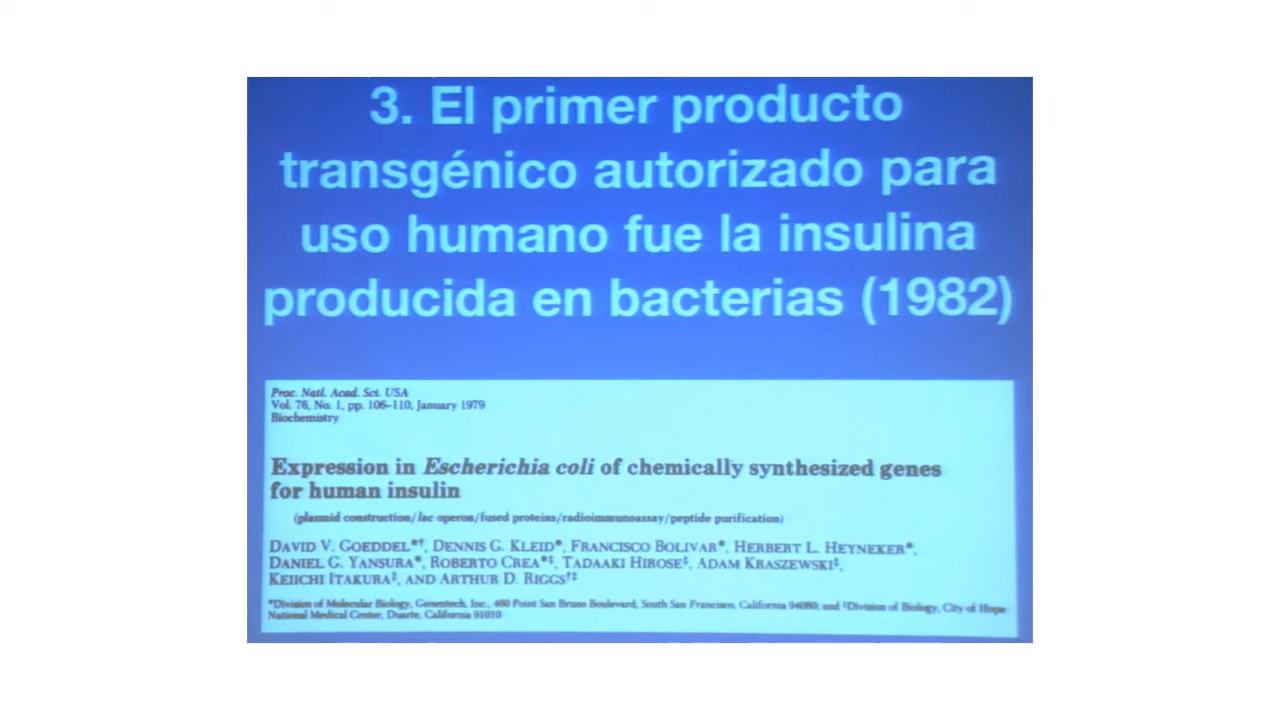 3. El primer producto
transgénico autorizado para
uso humano fue la insulina
producida en bacterias (1982)
Proc. Natl. Acad. Sci. USA
Vol. 76, No. 1, pp. 106–110, January 1979
Biochemistry
Expression in Escherichia coli of chemically synthesized genes
for human insulin
(plasmid construction/lac operon/fused proteins/radioimmunoassay/peptide purification)
DAVID V. GOEDDEL*†, DENNIS G. KLEID*, FRANCISCO BOLIVAR*, HERBERT L. HEYNEKER*,
DANIEL G. YANSURA*, ROBERTO CREA*‡, TADAAKI HIROSE‡, ADAM KRASZEWSKI‡,
KEIICHI ITAKURA‡, AND ARTHUR D. RIGGS†‡
*Division of Molecular Biology, Genentech, Inc., 460 Point San Bruno Boulevard, South San Francisco, California 94080; and ‡Division of Biology, City of Hope
National Medical Center, Duarte, California 91010